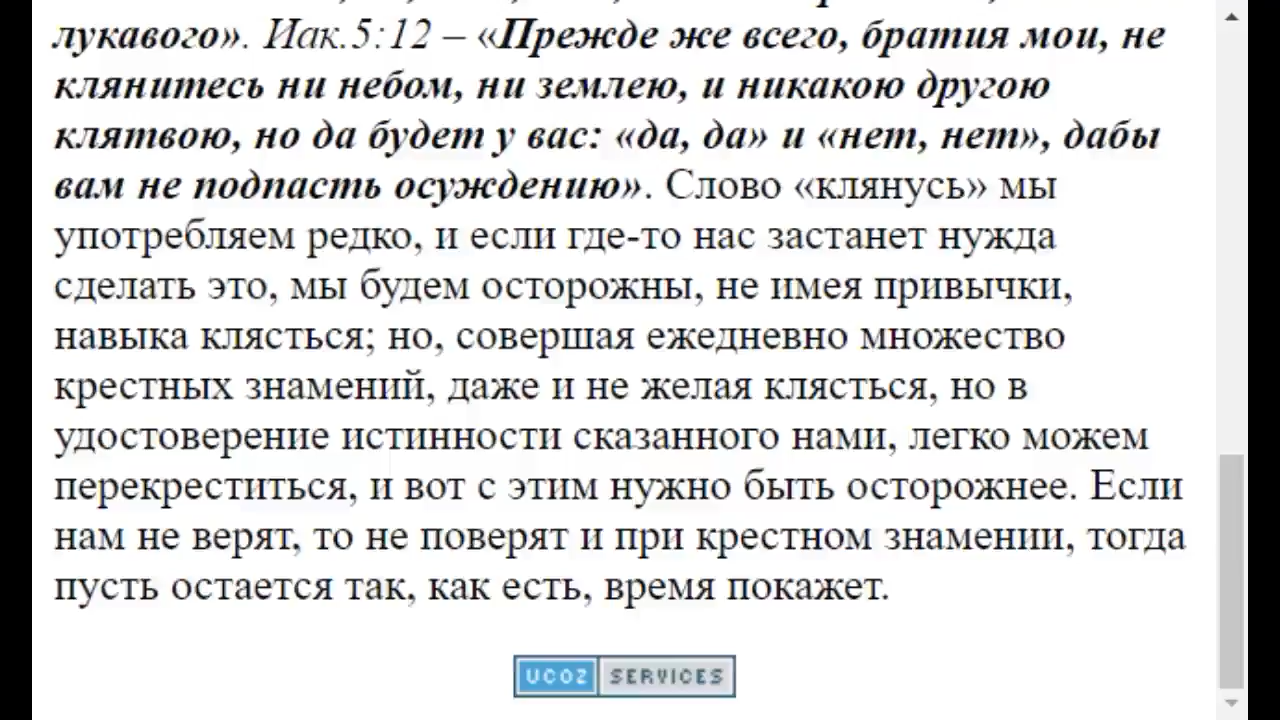 лукавого». Иак.5:12 – «Прежде же всего, братия мои, не
клянитесь ни небом, ни землею, и никакою другою
клятвою, но да будет у вас: «да, да» и «нет, нет», дабы
вам не подпасть осуждению». Слово «клянусь» мы
употребляем редко, и если где-то нас застанет нужда
сделать это, мы будем осторожны, не имея привычки,
навыка клясться; но, совершая ежедневно множество
крестных знамений, даже и не желая клясться, но в
удостоверение истинности сказанного нами, легко можем
перекреститься, и вот с этим нужно быть осторожнее. Если
нам не верят, то не поверят и при крестном знамении, тогда
пусть остается так, как есть, время покажет.
UCOZ SERVICES